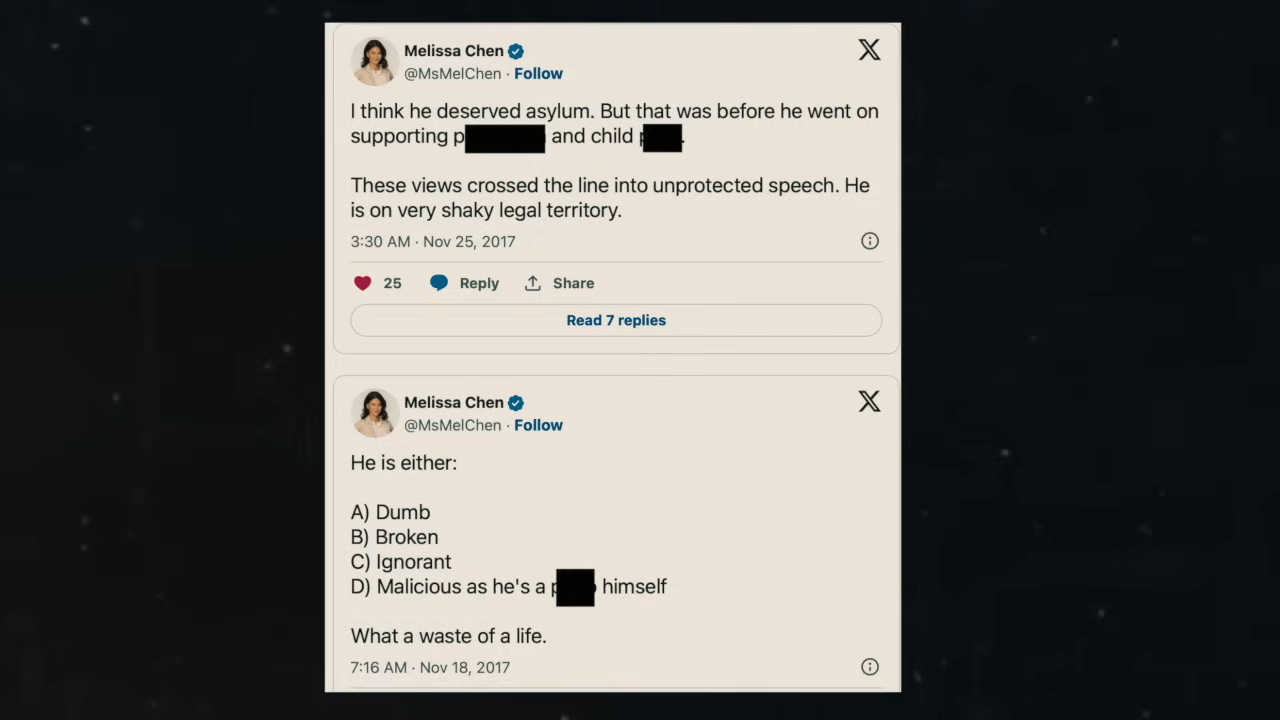 Melissa Chen
@MsMelChen · Follow
I think he deserved asylum. But that was before he went on
supporting p and child
These views crossed the line into unprotected speech. He
is on very shaky legal territory.
3:30 AM · Nov 25, 2017
25 Reply Share
Read 7 replies
Melissa Chen
@MsMelChen · Follow
He is either:
A) Dumb
B) Broken
C) Ignorant
D) Malicious as he's a himself
What a waste of a life.
7:16 AM · Nov 18, 2017